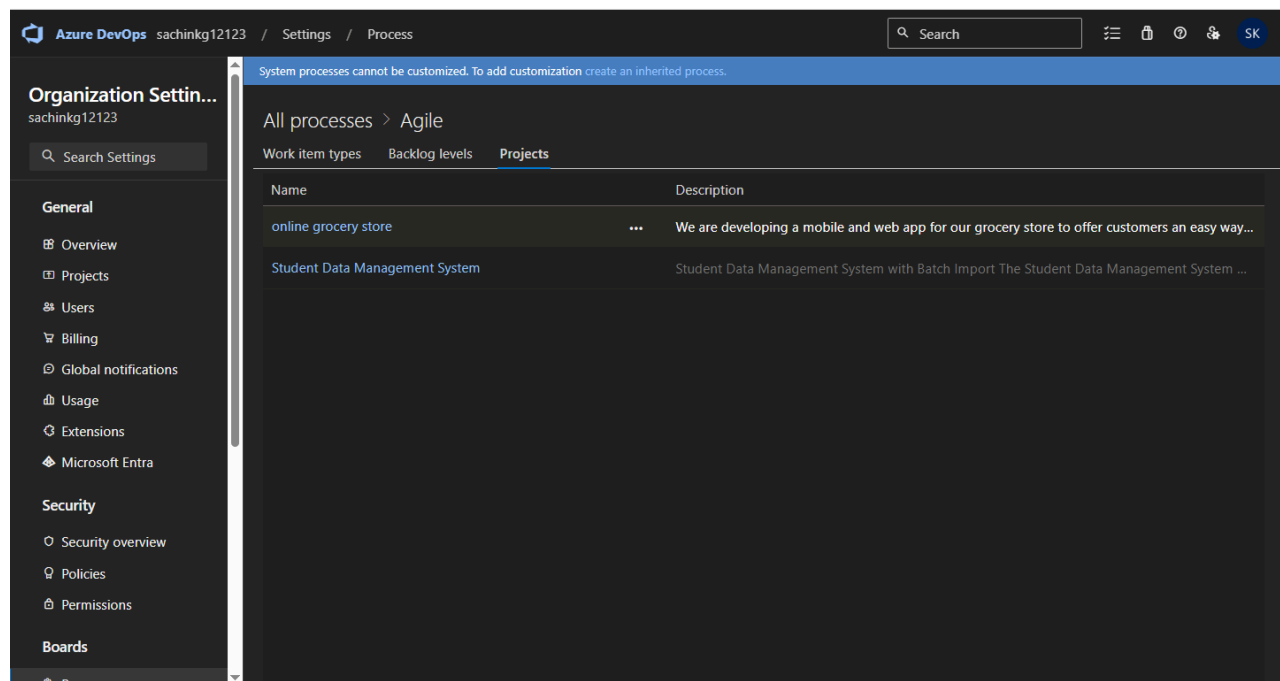 Azure DevOps sachinkg12123 / Settings / Process
Search
SK
Organization Settin...
sachinkg12123
Search Settings
General
Overview
Projects
Users
Billing
Global notifications
Usage
Extensions
Microsoft Entra
Security
Security overview
Policies
Permissions
Boards
System processes cannot be customized. To add customization create an inherited process.
All processes > Agile
Work item types Backlog levels Projects
Name Description
online grocery store ... We are developing a mobile and web app for our grocery store to offer customers an easy way...
Student Data Management System Student Data Management System with Batch Import The Student Data Management System ...